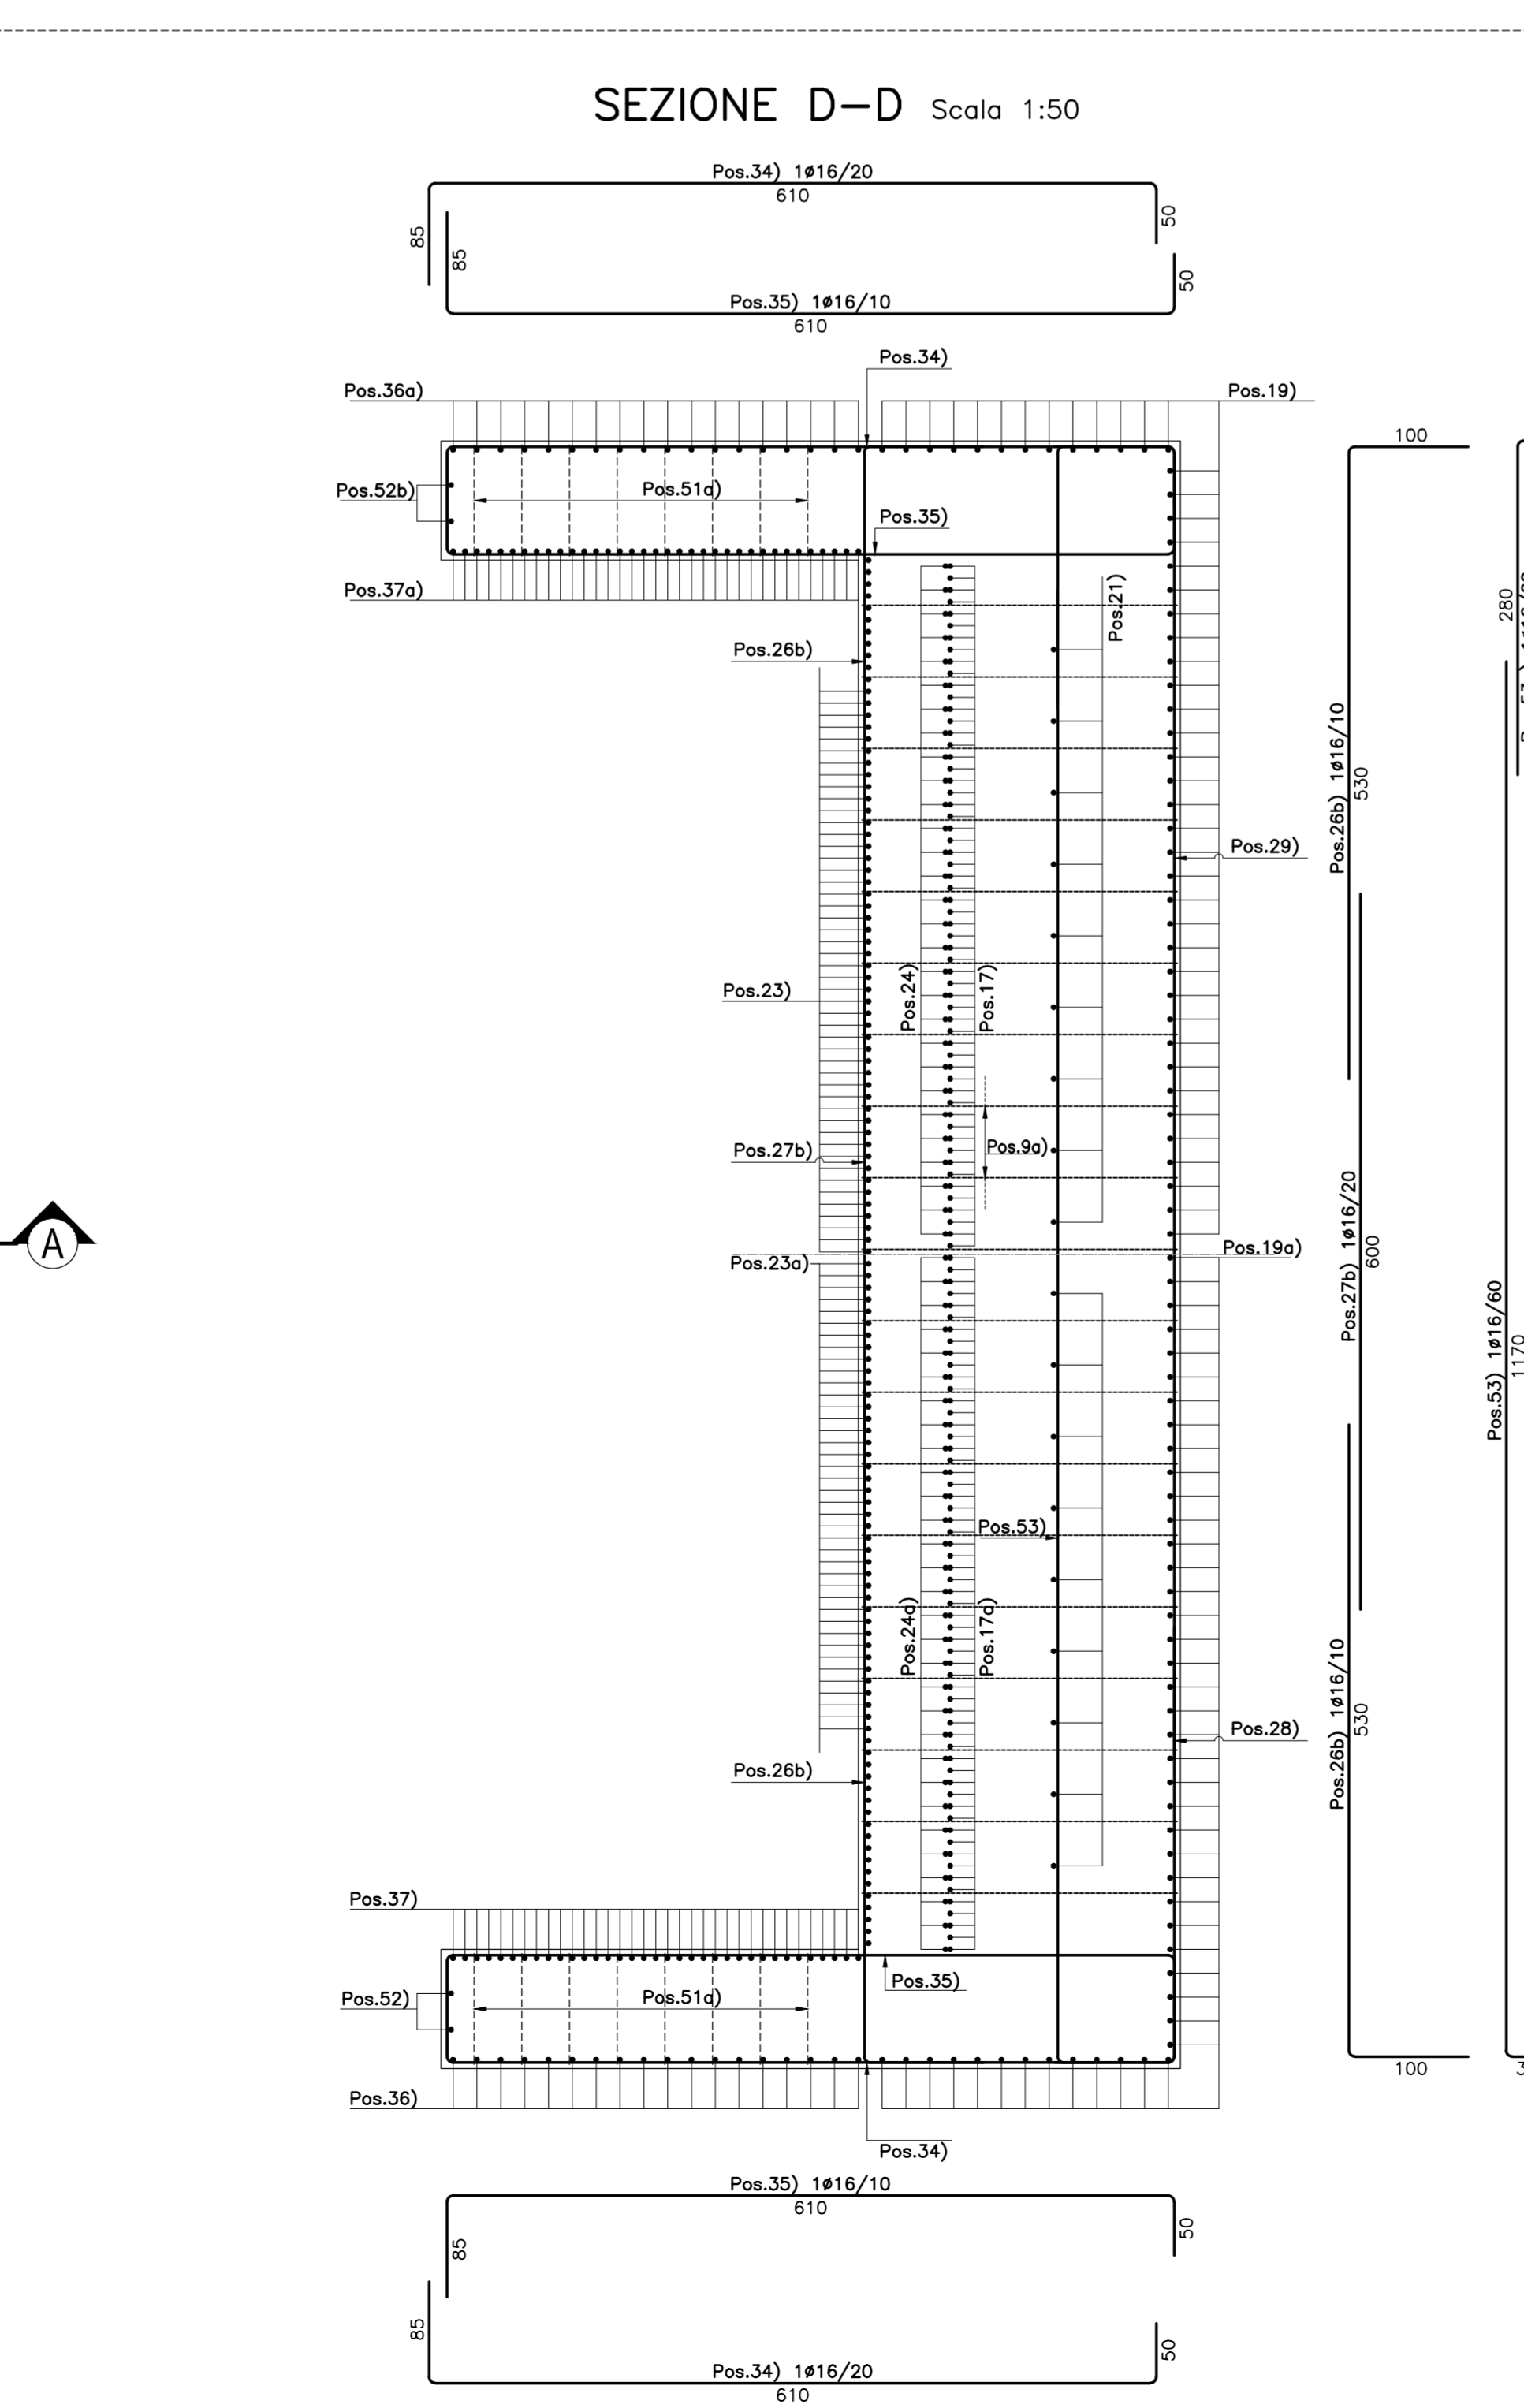 SEZIONE D-D Scala 1:50
Pos.34) 1ø16/20
610
85
50
85
50
Pos.35) 1ø16/10
610
Pos.34)
Pos.36a)
Pos.19)
100
Pos.52b)
Pos.51a)
Pos.35)
Pos.37a)
Pos.21)
280
Pos.26b)
Pos.26b) 1ø16/10
530
Pos.29)
Pos.24)
Pos.17)
Pos.23)
Pos.27b)
Pos.9a)
A
Pos.23a)
Pos.19a)
Pos.27b) 1ø16/20
600
Pos.53) 1ø16/60
1170
Pos.53)
Pos.24a)
Pos.17a)
Pos.26b) 1ø16/10
530
Pos.28)
Pos.26b)
Pos.37)
Pos.35)
Pos.52)
Pos.51a)
100
Pos.36)
Pos.34)
Pos.35) 1ø16/10
610
85
50
85
50
Pos.34) 1ø16/20
610